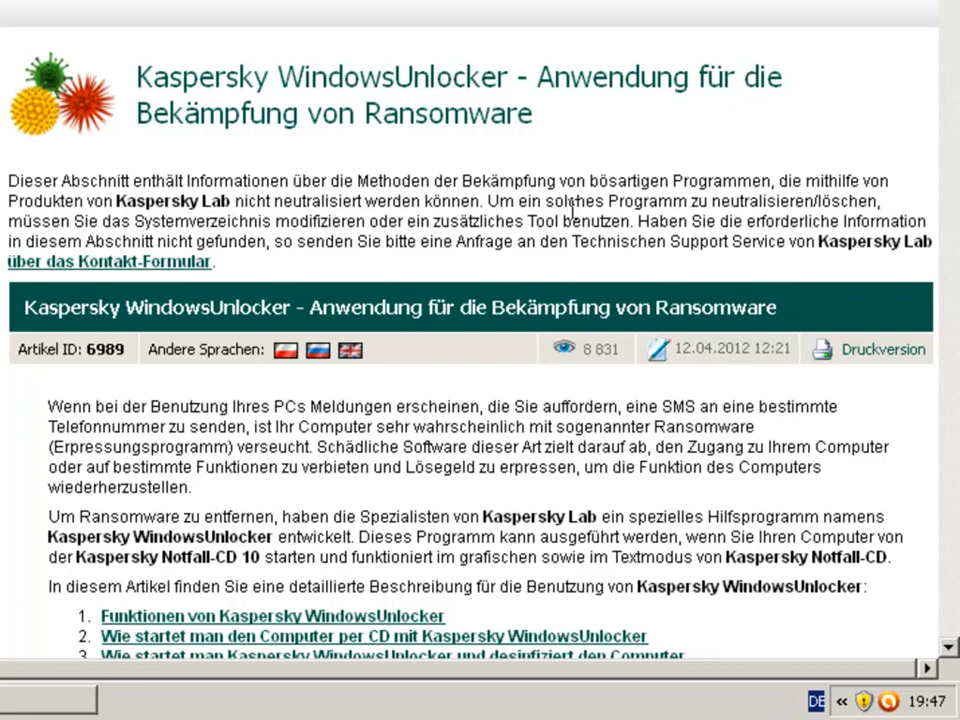 Kaspersky WindowsUnlocker - Anwendung für die
Bekämpfung von Ransomware
Dieser Abschnitt enthält Informationen über die Methoden der Bekämpfung von bösartigen Programmen, die mithilfe von
Produkten von Kaspersky Lab nicht neutralisiert werden können. Um ein solches Programm zu neutralisieren/löschen,
müssen Sie das Systemverzeichnis modifizieren oder ein zusätzliches Tool benutzen. Haben Sie die erforderliche Information
in diesem Abschnitt nicht gefunden, so senden Sie bitte eine Anfrage an den Technischen Support Service von Kaspersky Lab
über das Kontakt-Formular.
Kaspersky WindowsUnlocker - Anwendung für die Bekämpfung von Ransomware
Artikel ID: 6989 Andere Sprachen: 8 831 12.04.2012 12:21 Druckversion
Wenn bei der Benutzung Ihres PCs Meldungen erscheinen, die Sie auffordern, eine SMS an eine bestimmte
Telefonnummer zu senden, ist Ihr Computer sehr wahrscheinlich mit sogenannter Ransomware
(Erpressungsprogramm) verseucht. Schädliche Software dieser Art zielt darauf ab, den Zugang zu Ihrem Computer
oder auf bestimmte Funktionen zu verbieten und Lösegeld zu erpressen, um die Funktion des Computers
wiederherzustellen.
Um Ransomware zu entfernen, haben die Spezialisten von Kaspersky Lab ein spezielles Hilfsprogramm namens
Kaspersky WindowsUnlocker entwickelt. Dieses Programm kann ausgeführt werden, wenn Sie Ihren Computer von
der Kaspersky Notfall-CD 10 starten und funktioniert im grafischen sowie im Textmodus von Kaspersky Notfall-CD.
In diesem Artikel finden Sie eine detaillierte Beschreibung für die Benutzung von Kaspersky WindowsUnlocker:
1. Funktionen von Kaspersky WindowsUnlocker
2. Wie startet man den Computer per CD mit Kaspersky WindowsUnlocker
3. Wie startet man Kaspersky WindowsUnlocker und desinfiziert den Computer
DE « 19:47